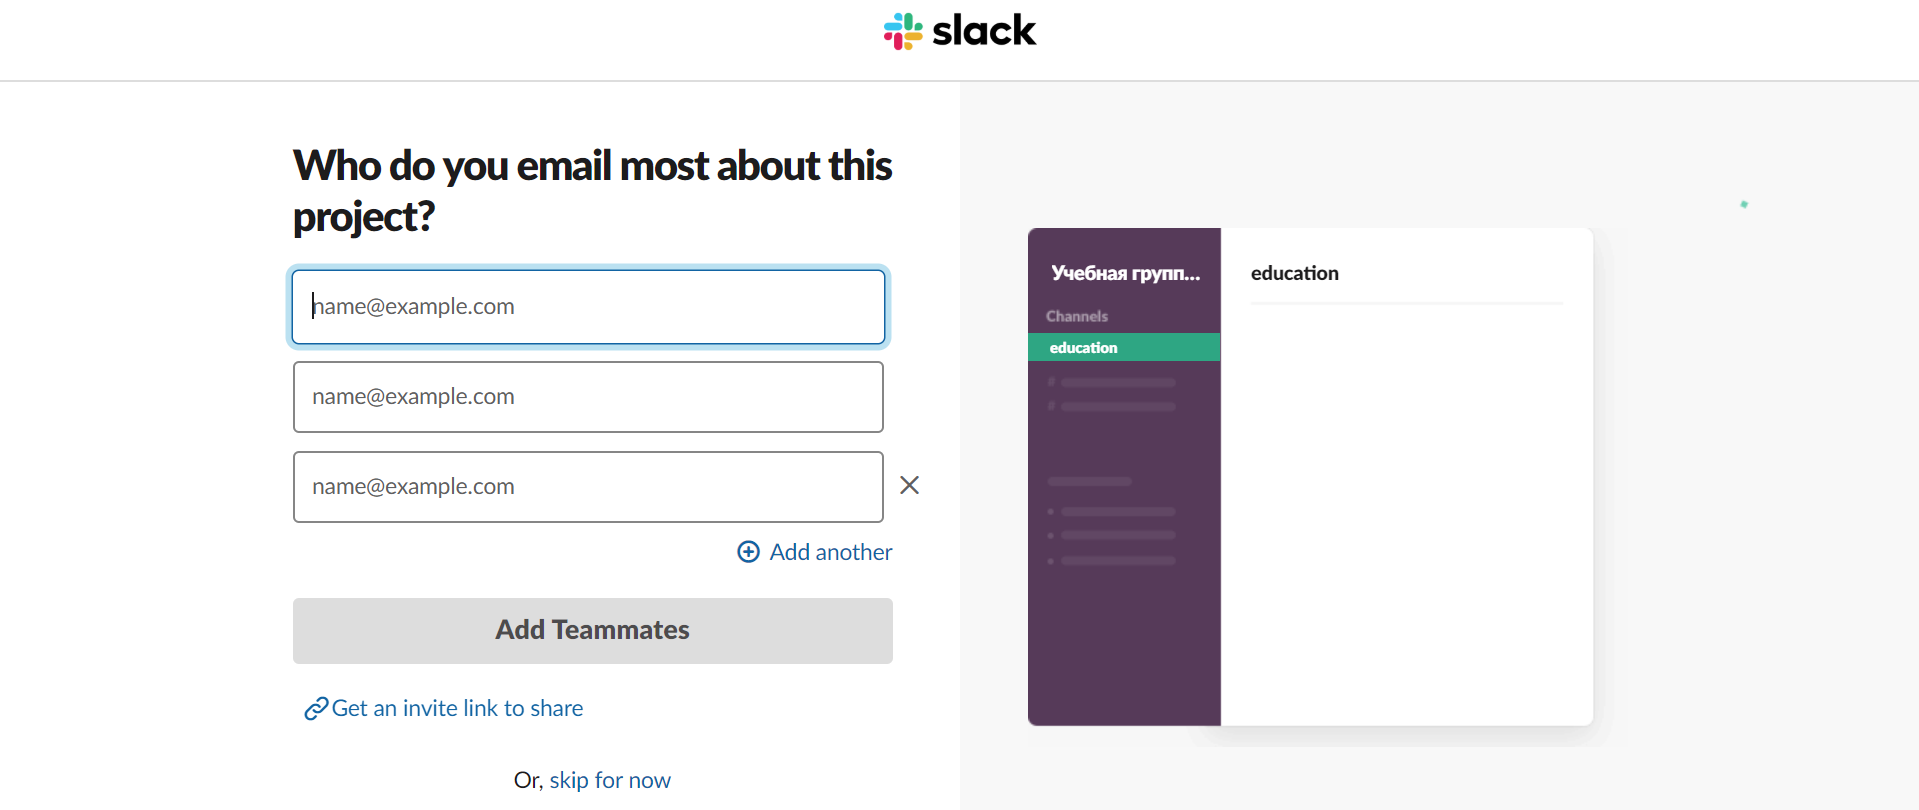 slack
Who do you email most about this
project?
name@example.com
name@example.com
name@example.com
Add another
Add Teammates
Get an invite link to share
Or, skip for now
Учебная групп...
Channels
education
education